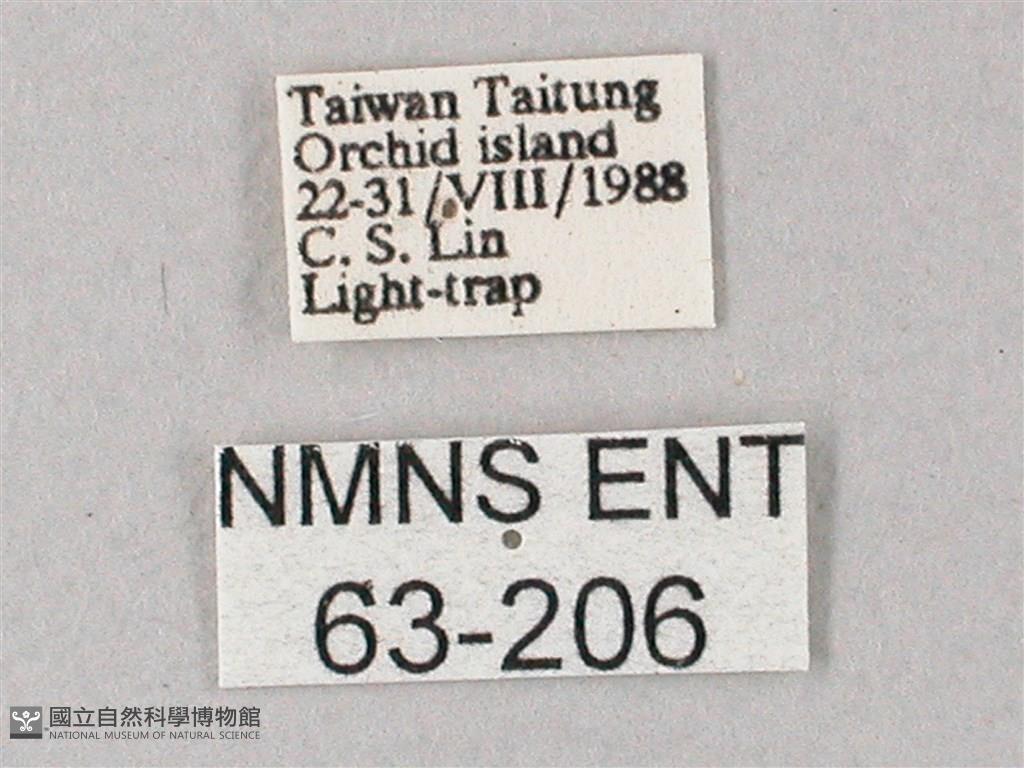 Taiwan Taitung
Orchid island
22-31/VIII/1988
C. S. Lin
Light-trap
NMNS ENT
63-206
國立自然科學博物館
NATIONAL MUSEUM OF NATURAL SCIENCE